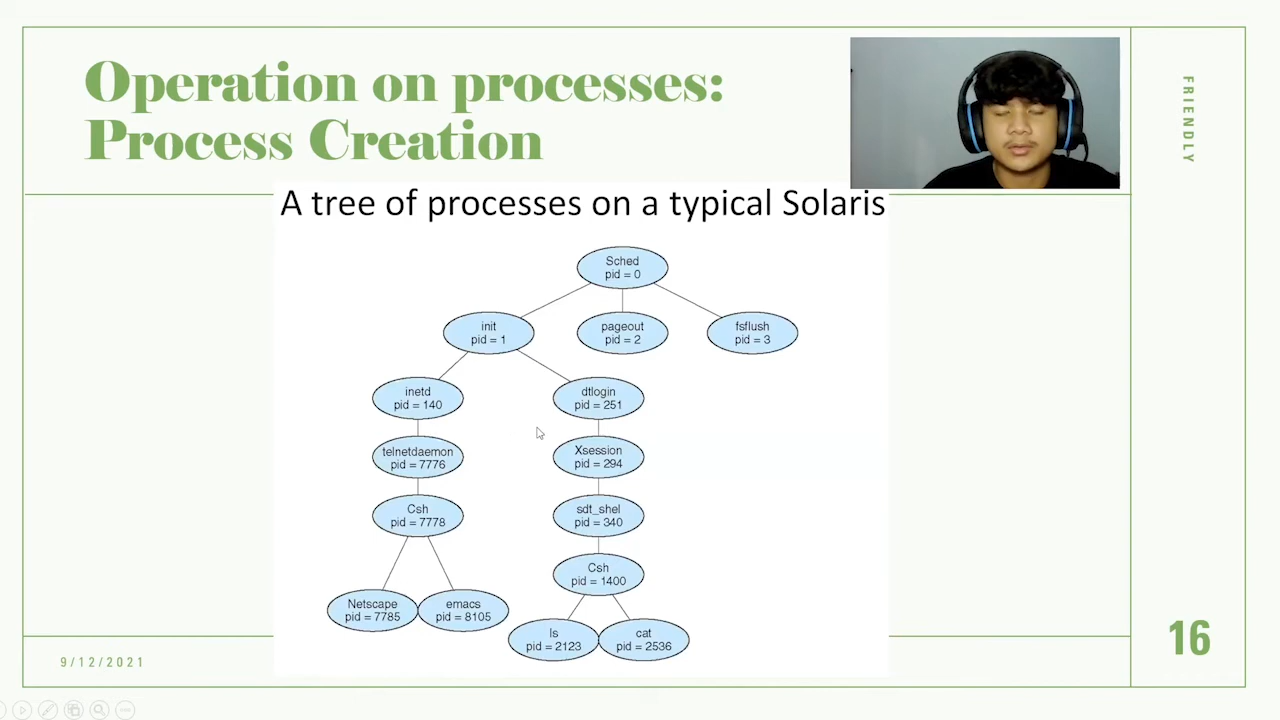 Operation on processes:
Process Creation
FRIENDLY
A tree of processes on a typical Solaris
Sched
pid = 0
init
pid = 1
pageout
pid = 2
fsflush
pid = 3
inetd
pid = 140
dtlogin
pid = 251
telnetdaemon
pid = 7776
Xsession
pid = 294
Csh
pid = 7778
sdt_shel
pid = 340
Csh
pid = 1400
Netscape
pid = 7785
emacs
pid = 8105
ls
pid = 2123
cat
pid = 2536
16
9/12/2021